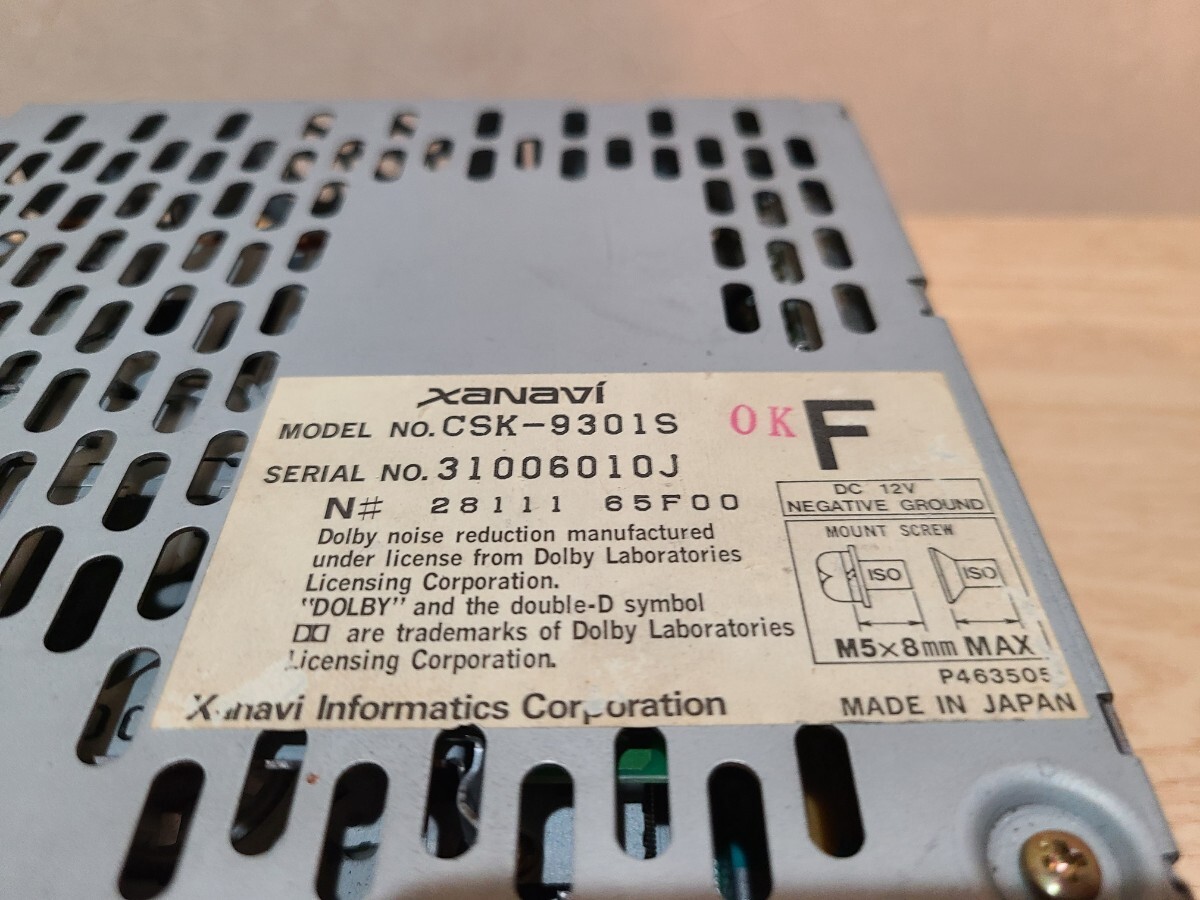 xanavi
MODEL NO. CSK-9301S
OK F
SERIAL NO. 31006010J
N# 28111 65F00
DC 12V
NEGATIVE GROUND
MOUNT SCREW
ISO ISO
M5×8mm MAX
Dolby noise reduction manufactured
under license from Dolby Laboratories
Licensing Corporation.
"DOLBY" and the double-D symbol
are trademarks of Dolby Laboratories
Licensing Corporation.
P463505
Xanavi Informatics Corporation
MADE IN JAPAN